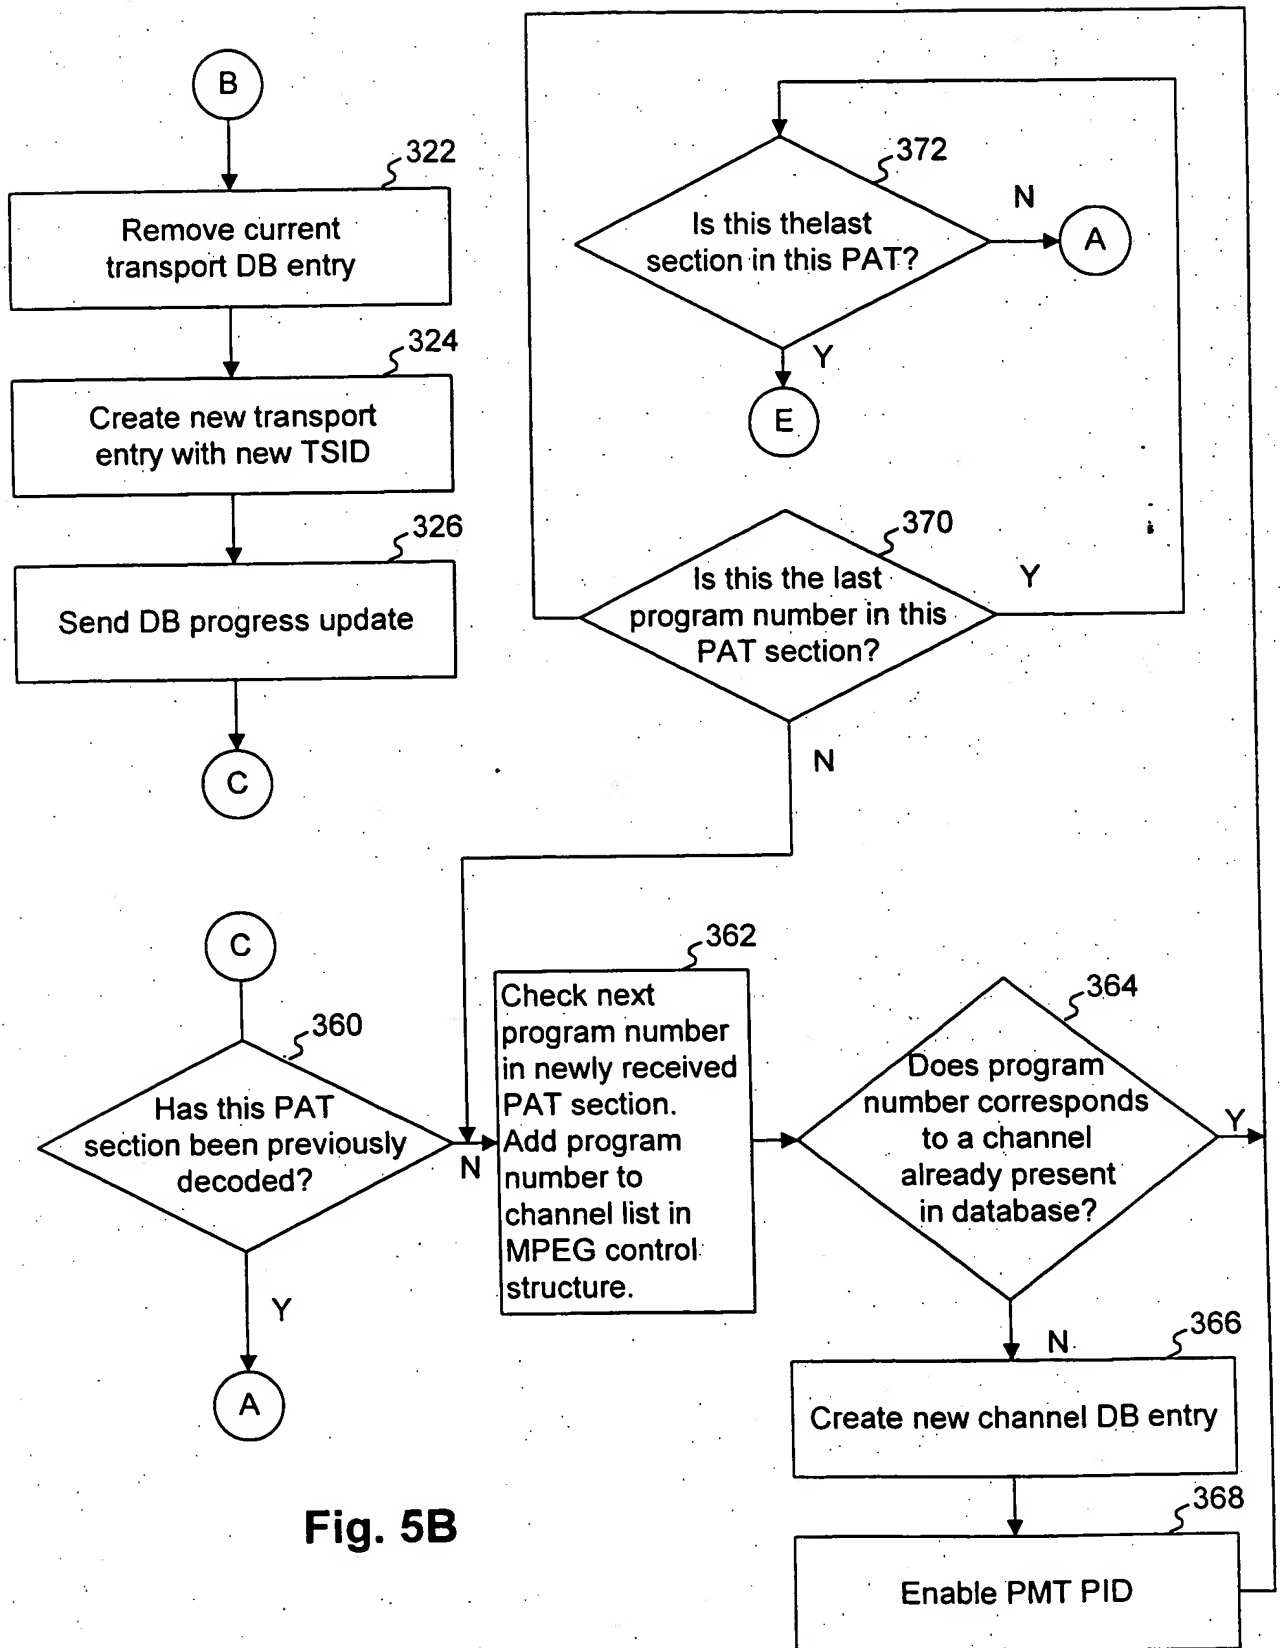 B
322
Remove current
transport DB entry
324
Create new transport
entry with new TSID
326
Send DB progress update
C
372
Is this thelast
section in this PAT?
N
A
Y
E
370
Is this the last
program number in this
PAT section?
Y
N
C
360
Has this PAT
section been previously
decoded?
N
Y
A
362
Check next
program number
in newly received
PAT section.
Add program
number to
channel list in
MPEG control
structure.
364
Does program
number corresponds
to a channel
already present
in database?
Y
N
366
Create new channel DB entry
368
Enable PMT PID
Fig. 5B